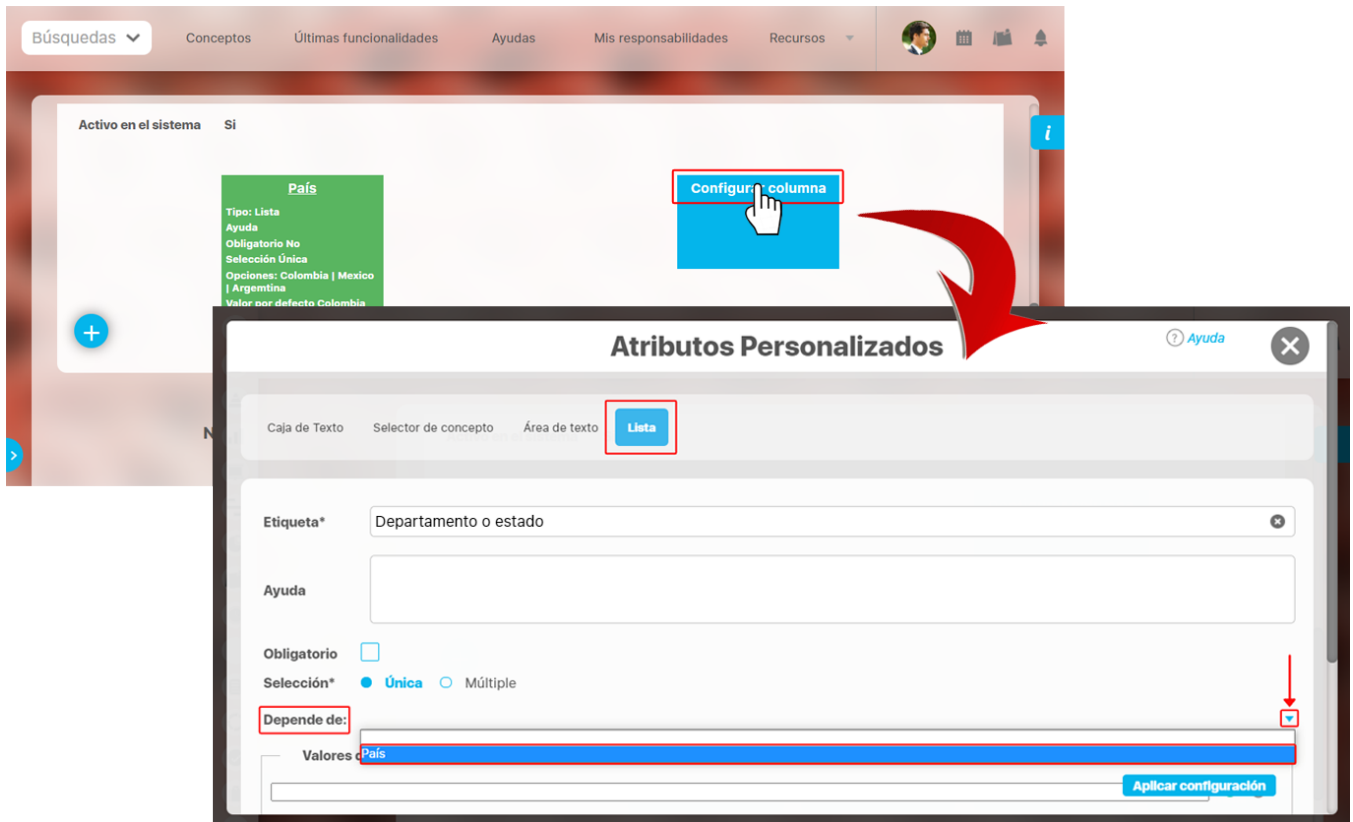 Búsquedas
Conceptos
Últimas funcionalidades
Ayudas
Mis responsabilidades
Recursos
Activo en el sistema Si
i
País
Tipo: Lista
Ayuda
Obligatorio No
Selección Única
Opciones: Colombia | Mexico
| Argentina
Valor por defecto Colombia
Configurar columna
+
N
Atributos Personalizados
? Ayuda
Caja de Texto
Selector de concepto
Área de texto
Lista
Etiqueta*
Departamento o estado
Ayuda
Obligatorio
Selección* Única Múltiple
Depende de:
País
Valores
Aplicar configuración